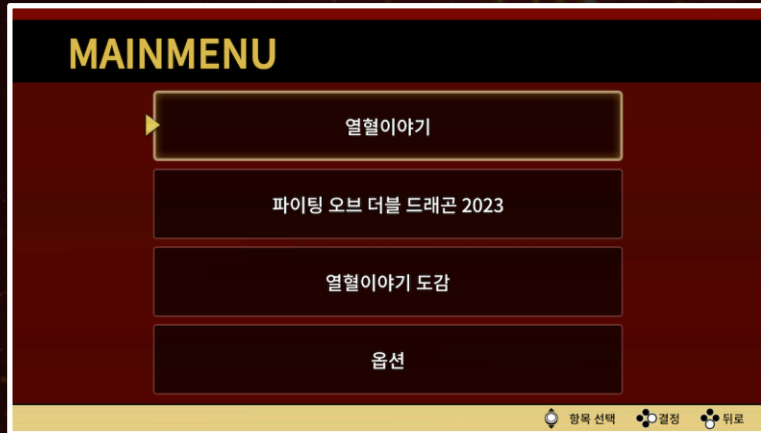 MAINMENU
열혈이야기
파이팅 오브 더블 드래곤 2023
열혈이야기 도감
옵션
항목 선택 결정 뒤로